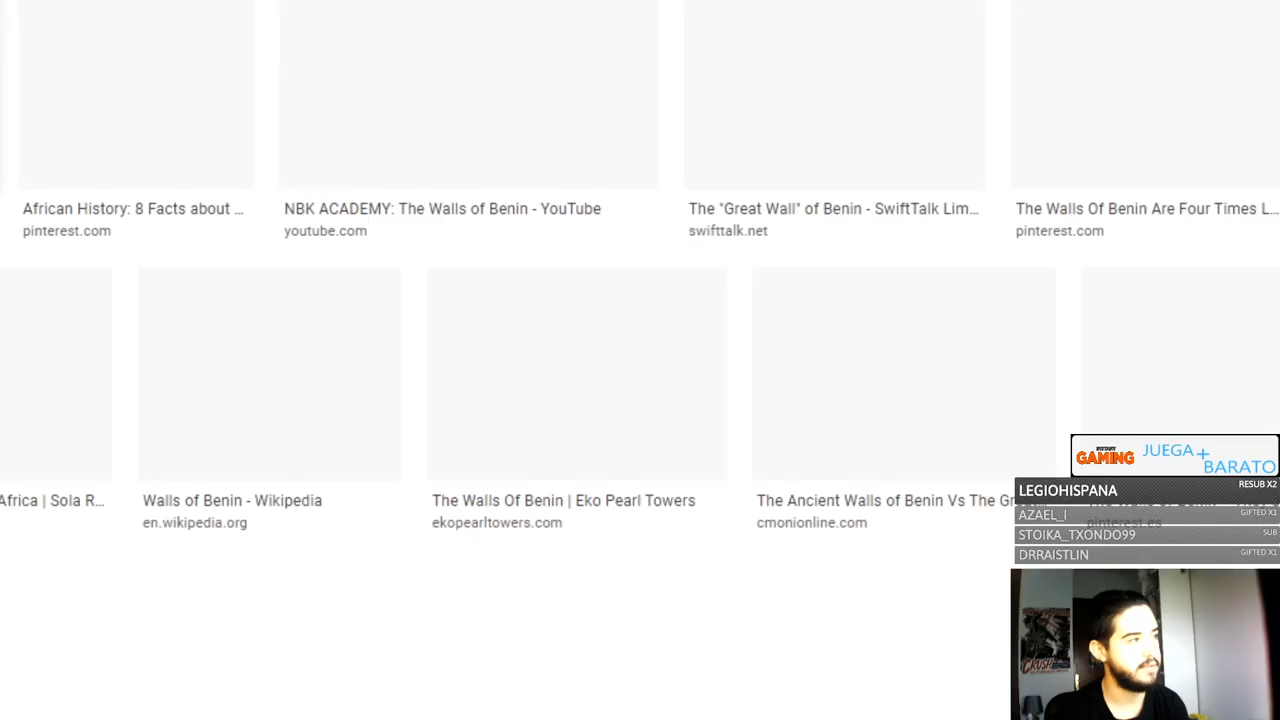 African History: 8 Facts about ...
pinterest.com
NBK ACADEMY: The Walls of Benin - YouTube
youtube.com
The "Great Wall" of Benin - SwiftTalk Lim...
swifttalk.net
The Walls Of Benin Are Four Times L...
pinterest.com
Africa | Sola R...
Walls of Benin - Wikipedia
en.wikipedia.org
The Walls Of Benin | Eko Pearl Towers
ekopearltowers.com
The Ancient Walls of Benin Vs The Gr
cmonionline.com
pinterest.es
GAMING
JUEGA+
BARATO
LEGIOHISPANA RESUB X2
AZAEL_I GIFTED X1
STOIKA_TXONDO99 SUB
DRRAISTLIN GIFTED X1
CRUSH